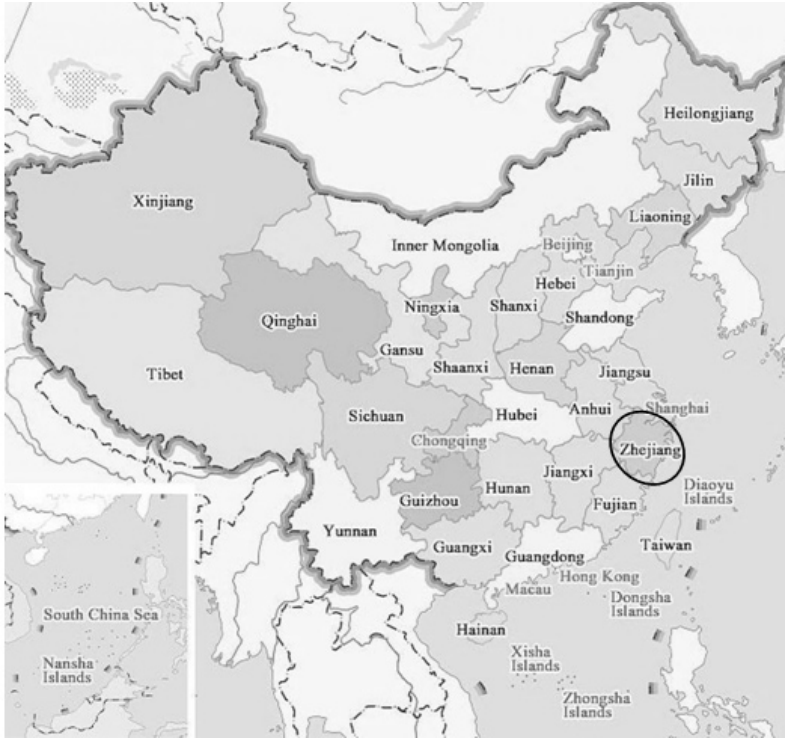 Heilongjiang
Jilin
Liaoning
Xinjiang
Inner Mongolia
Beijing
Tianjin
Hebei
Ningxia
Shanxi
Shandong
Qinghai
Gansu
Shaanxi
Henan
Jiangsu
Tibet
Sichuan
Hubei
Anhui
Shanghai
Chongqing
Zhejiang
Jiangxi
Hunan
Guizhou
Diaoyu
Islands
Fujian
Yunnan
Guangxi
Guangdong
Taiwan
Hong Kong
Macau
Dongsha
Islands
Hainan
Xisha
Islands
Zhongsha
Islands
South China Sea
Nansha
Islands